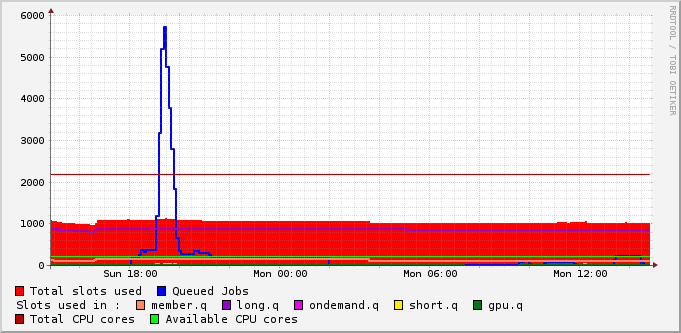 6000
5000
4000
3000
2000
1000
0
Sun 18:00 Mon 00:00 Mon 06:00 Mon 12:00
RRDTOOL / TOBI OETIKER
Total slots used Queued Jobs
Slots used in : member.q long.q ondemand.q short.q gpu.q
Total CPU cores Available CPU cores